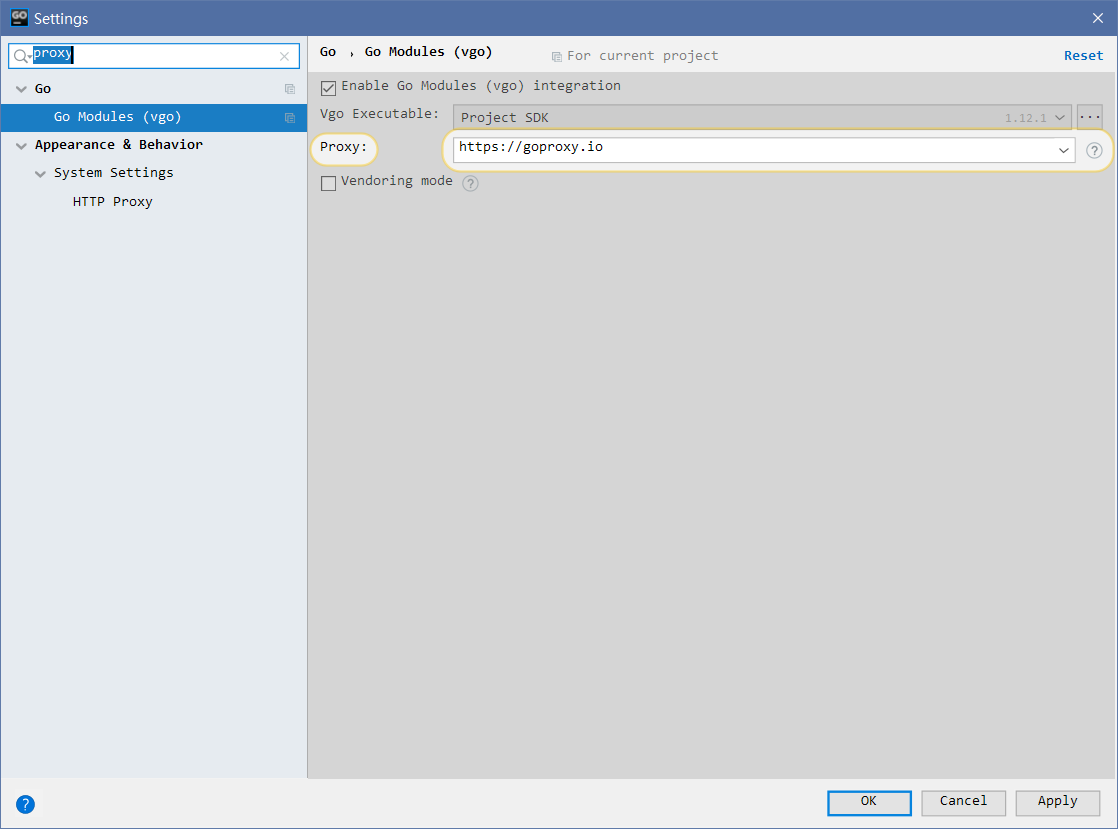 GO Settings
proxy
Go
Go Modules (vgo)
Appearance & Behavior
System Settings
HTTP Proxy
Go › Go Modules (vgo) For current project Reset
Enable Go Modules (vgo) integration
Vgo Executable: Project SDK 1.12.1 ...
Proxy: https://goproxy.io ?
Vendoring mode ?
? OK Cancel Apply